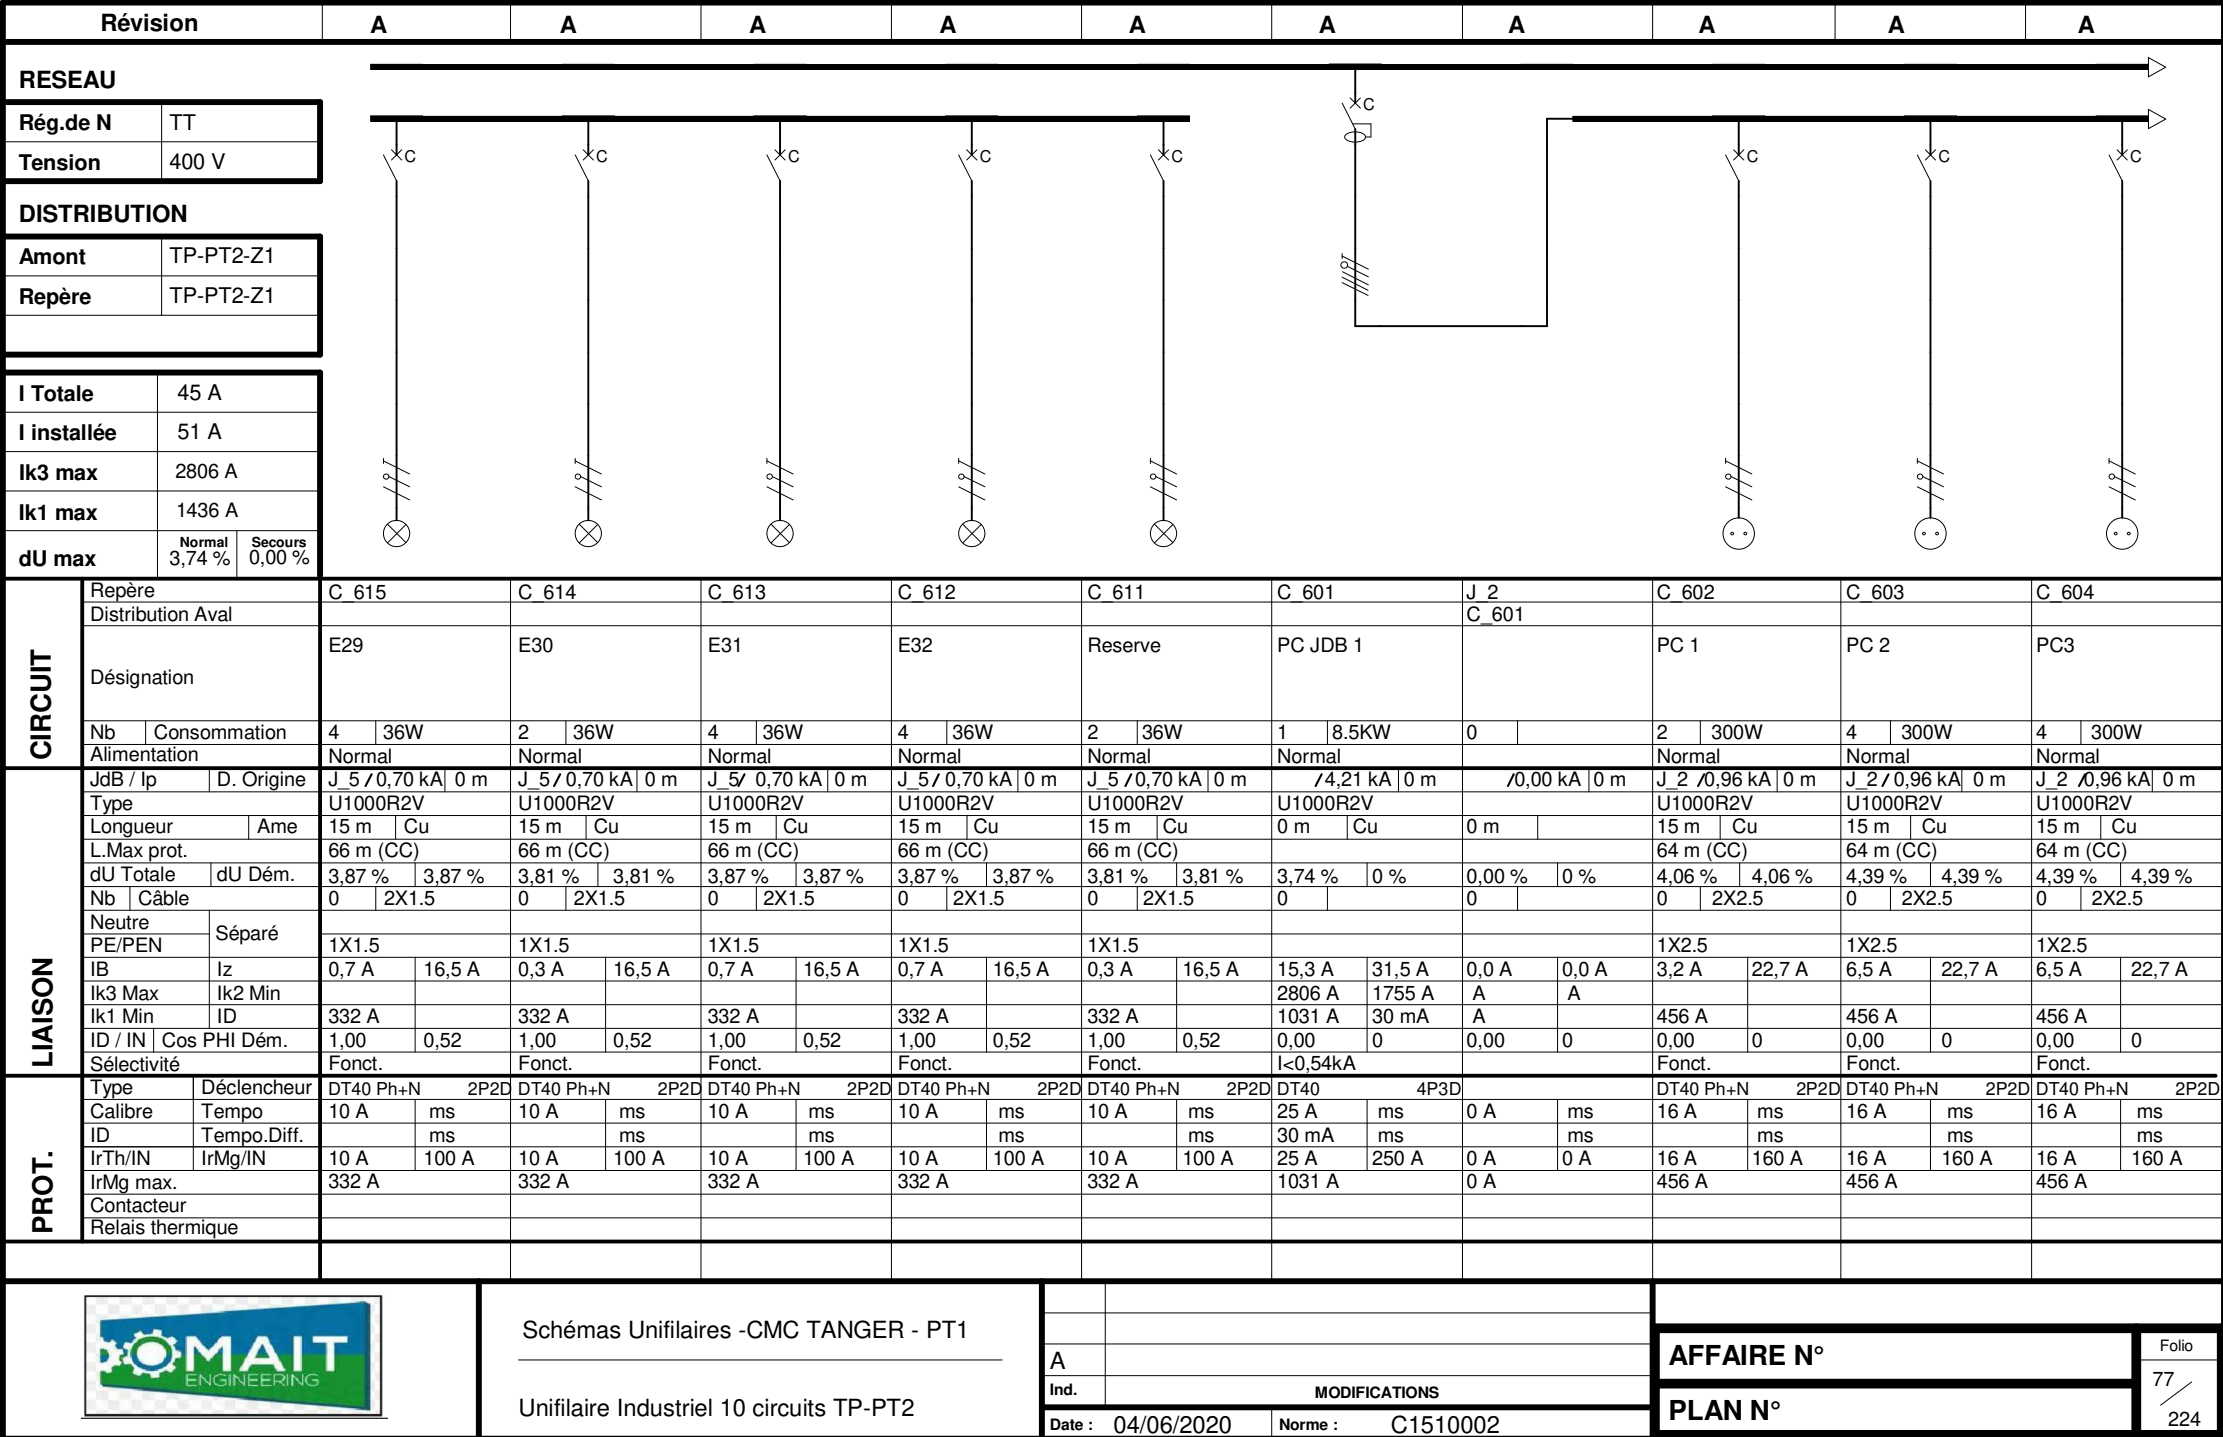 Révision A A A A A A A A A A
RESEAU
Rég.de N TT
Tension 400 V
C
C C C C C C C C
DISTRIBUTION
Amont TP-PT2-Z1
Repère TP-PT2-Z1
I Totale 45 A
I installée 51 A
Ik3 max 2806 A
Ik1 max 1436 A
dU max Normal 3,74 % Secours 0,00 %
CIRCUIT
Repère C_615 C_614 C_613 C_612 C_611 C_601 J_2 C_602 C_603 C_604
Distribution Aval C_601
Désignation E29 E30 E31 E32 Reserve PC JDB 1 PC 1 PC 2 PC3
Nb Consommation 4 36W 2 36W 4 36W 4 36W 2 36W 1 8.5KW 0 2 300W 4 300W 4 300W
Alimentation Normal Normal Normal Normal Normal Normal Normal Normal Normal
LIAISON
JdB / Ip D. Origine J_5 / 0,70 kA 0 m J_5 / 0,70 kA 0 m J_5 / 0,70 kA 0 m J_5 / 0,70 kA 0 m J_5 / 0,70 kA 0 m /4,21 kA 0 m /0,00 kA 0 m J_2 /0,96 kA 0 m J_2 / 0,96 kA 0 m J_2 /0,96 kA 0 m
Type U1000R2V U1000R2V U1000R2V U1000R2V U1000R2V U1000R2V U1000R2V U1000R2V U1000R2V
Longueur Ame 15 m Cu 15 m Cu 15 m Cu 15 m Cu 15 m Cu 0 m Cu 0 m 15 m Cu 15 m Cu 15 m Cu
L.Max prot. 66 m (CC) 66 m (CC) 66 m (CC) 66 m (CC) 66 m (CC) 64 m (CC) 64 m (CC) 64 m (CC)
dU Totale dU Dém. 3,87 % 3,87 % 3,81 % 3,81 % 3,87 % 3,87 % 3,87 % 3,87 % 3,81 % 3,81 % 3,74 % 0 % 0,00 % 0 % 4,06 % 4,06 % 4,39 % 4,39 % 4,39 % 4,39 %
Nb Câble 0 2X1.5 0 2X1.5 0 2X1.5 0 2X1.5 0 2X1.5 0 0 0 2X2.5 0 2X2.5 0 2X2.5
Neutre Séparé
PE/PEN 1X1.5 1X1.5 1X1.5 1X1.5 1X1.5 1X2.5 1X2.5 1X2.5
IB Iz 0,7 A 16,5 A 0,3 A 16,5 A 0,7 A 16,5 A 0,7 A 16,5 A 0,3 A 16,5 A 15,3 A 31,5 A 0,0 A 0,0 A 3,2 A 22,7 A 6,5 A 22,7 A 6,5 A 22,7 A
Ik3 Max Ik2 Min 2806 A 1755 A A A
Ik1 Min ID 332 A 332 A 332 A 332 A 332 A 1031 A 30 mA A 456 A 456 A 456 A
ID / IN Cos PHI Dém. 1,00 0,52 1,00 0,52 1,00 0,52 1,00 0,52 1,00 0,52 0,00 0 0,00 0 0,00 0 0,00 0 0,00 0
Sélectivité Fonct. Fonct. Fonct. Fonct. Fonct. I<0,54kA Fonct. Fonct. Fonct.
PROT.
Type Déclencheur DT40 Ph+N 2P2D DT40 Ph+N 2P2D DT40 Ph+N 2P2D DT40 Ph+N 2P2D DT40 Ph+N 2P2D DT40 4P3D DT40 Ph+N 2P2D DT40 Ph+N 2P2D DT40 Ph+N 2P2D
Calibre Tempo 10 A ms 10 A ms 10 A ms 10 A ms 10 A ms 25 A ms 0 A ms 16 A ms 16 A ms 16 A ms
ID Tempo.Diff. ms ms ms ms ms 30 mA ms ms ms ms ms
IrTh/IN IrMg/IN 10 A 100 A 10 A 100 A 10 A 100 A 10 A 100 A 10 A 100 A 25 A 250 A 0 A 0 A 16 A 160 A 16 A 160 A 16 A 160 A
IrMg max. 332 A 332 A 332 A 332 A 332 A 1031 A 0 A 456 A 456 A 456 A
Contacteur
Relais thermique
OMAIT
ENGINEERING
Schémas Unifilaires -CMC TANGER - PT1
Unifilaire Industriel 10 circuits TP-PT2
A
Ind. MODIFICATIONS
Date : 04/06/2020 Norme : C1510002
AFFAIRE N°
PLAN N°
Folio
77
224